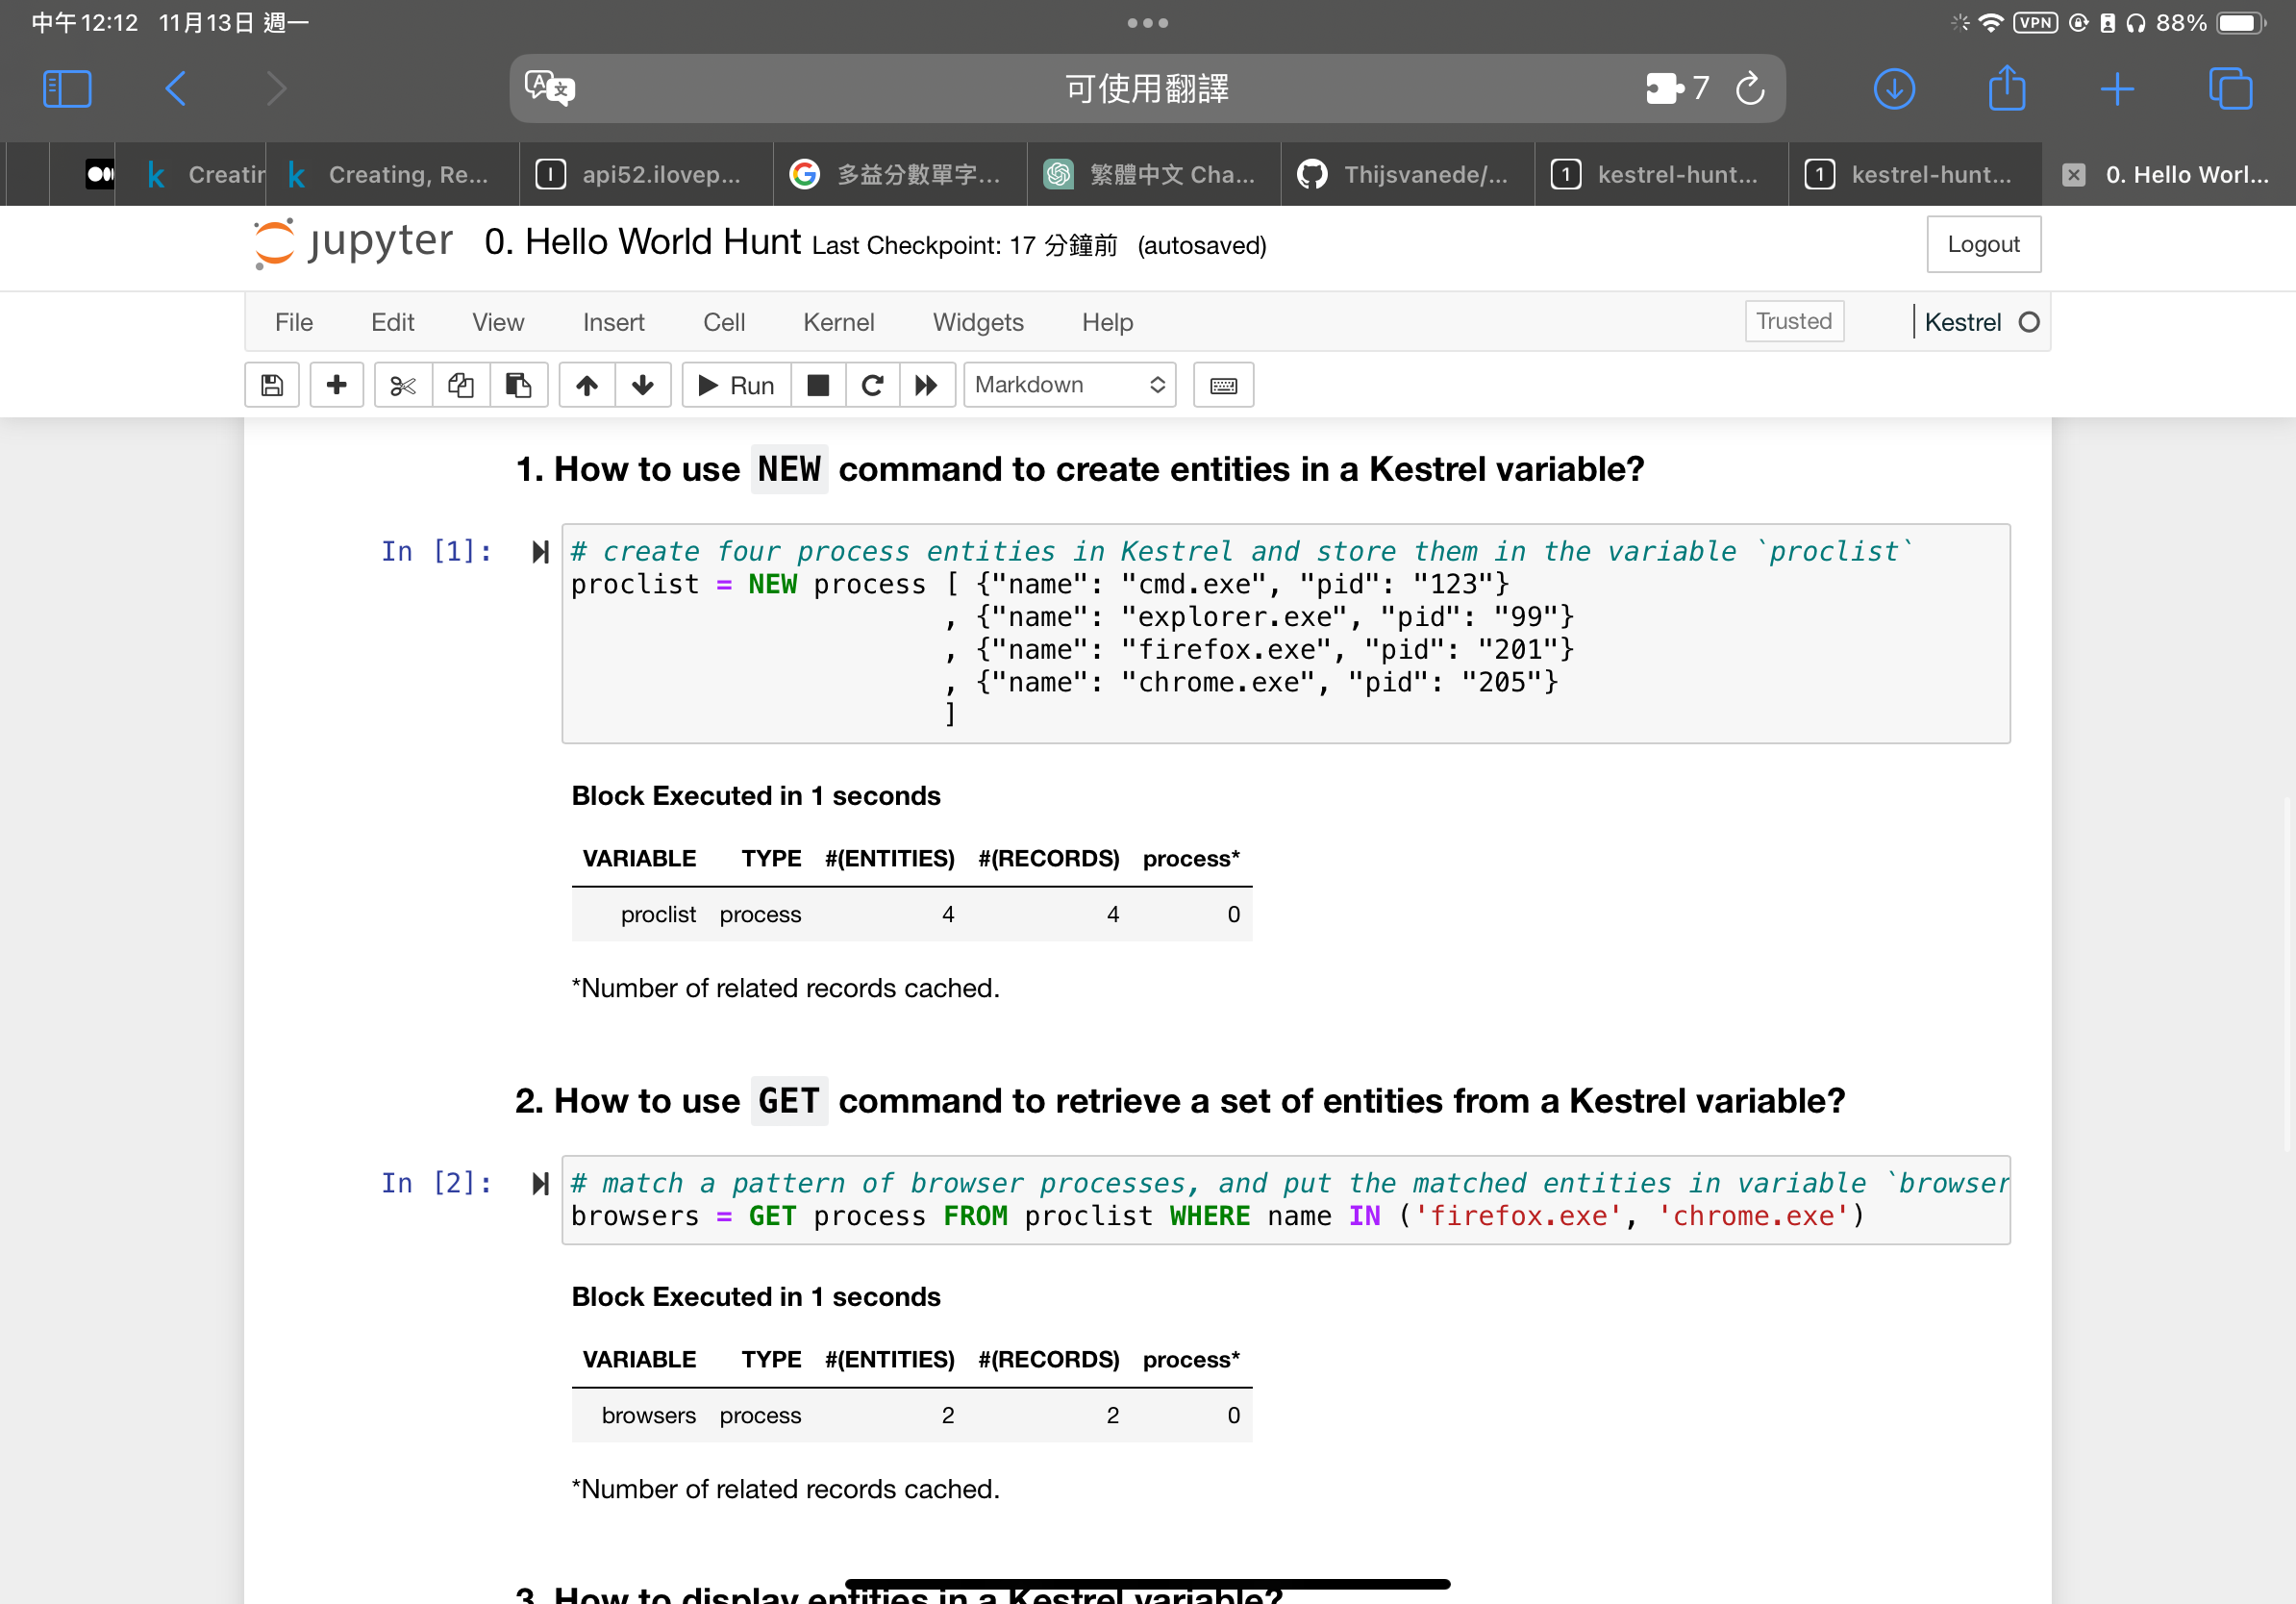 中午12:12 11月13日 週一
VPN 88%
可使用翻譯
7
Creatin
Creating, Re...
api52.ilovep...
多益分數單字...
繁體中文 Cha...
Thijsvanede/...
kestrel-hunt...
kestrel-hunt...
0. Hello Worl...
jupyter 0. Hello World Hunt Last Checkpoint: 17 分鐘前 (autosaved)
Logout
File Edit View Insert Cell Kernel Widgets Help
Trusted
Kestrel
Run
Markdown
1. How to use NEW command to create entities in a Kestrel variable?
In [1]:
# create four process entities in Kestrel and store them in the variable `proclist`
proclist = NEW process [ {"name": "cmd.exe", "pid": "123"}
, {"name": "explorer.exe", "pid": "99"}
, {"name": "firefox.exe", "pid": "201"}
, {"name": "chrome.exe", "pid": "205"}
]
Block Executed in 1 seconds
VARIABLE TYPE #(ENTITIES) #(RECORDS) process*
proclist process 4 4 0
*Number of related records cached.
2. How to use GET command to retrieve a set of entities from a Kestrel variable?
In [2]:
# match a pattern of browser processes, and put the matched entities in variable `browser
browsers = GET process FROM proclist WHERE name IN ('firefox.exe', 'chrome.exe')
Block Executed in 1 seconds
VARIABLE TYPE #(ENTITIES) #(RECORDS) process*
browsers process 2 2 0
*Number of related records cached.
3. How to display entities in a Kestrel variable?